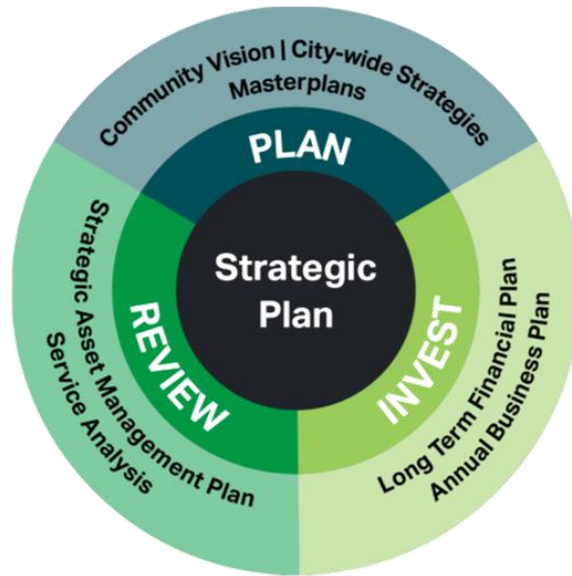 Community Vision | City-wide Strategies
Masterplans
PLAN
Strategic
Plan
INVEST
Long Term Financial Plan
Annual Business Plan
REVIEW
Strategic Asset Management Plan
Service Analysis